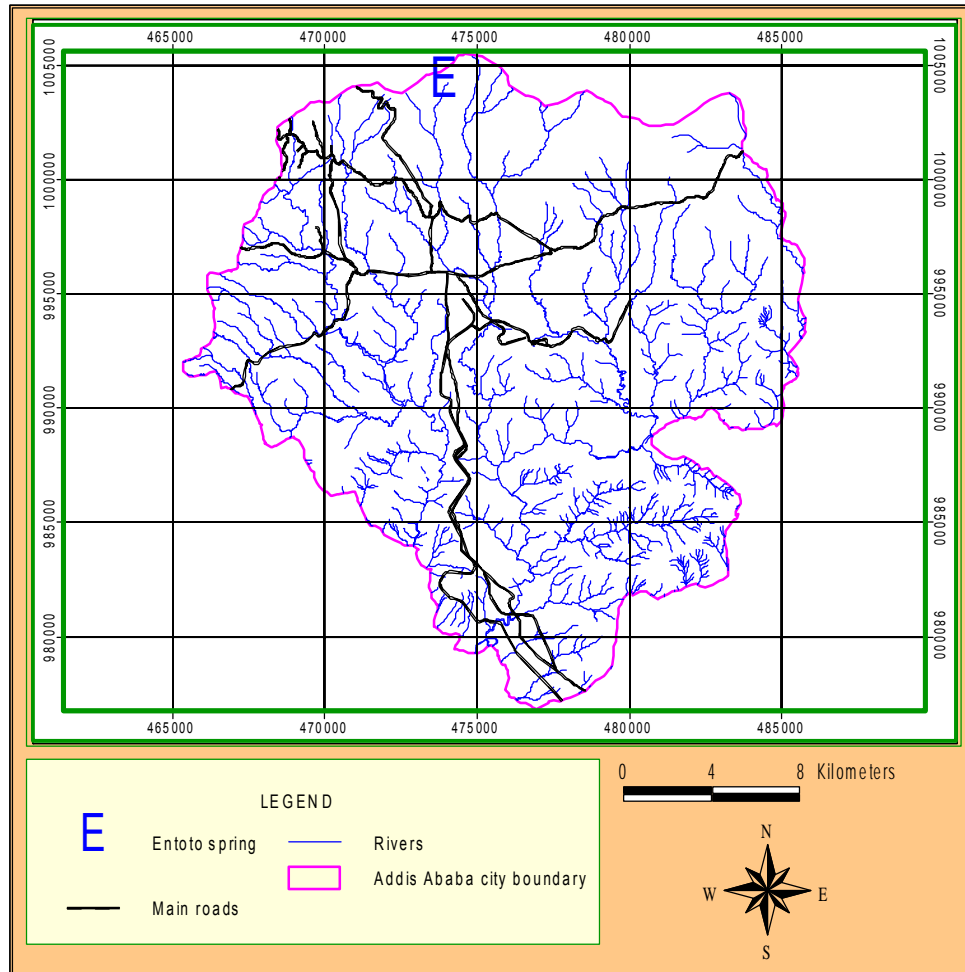 465000 470000 475000 480000 485000
1005000 1005000
E
1000000 1000000
995000 995000
990000 990000
985000 985000
980000 980000
465000 470000 475000 480000 485000
0 4 8 Kilometers
LEGEND
E Entoto spring
Rivers
Addis Ababa city boundary
Main roads
N
W E
S